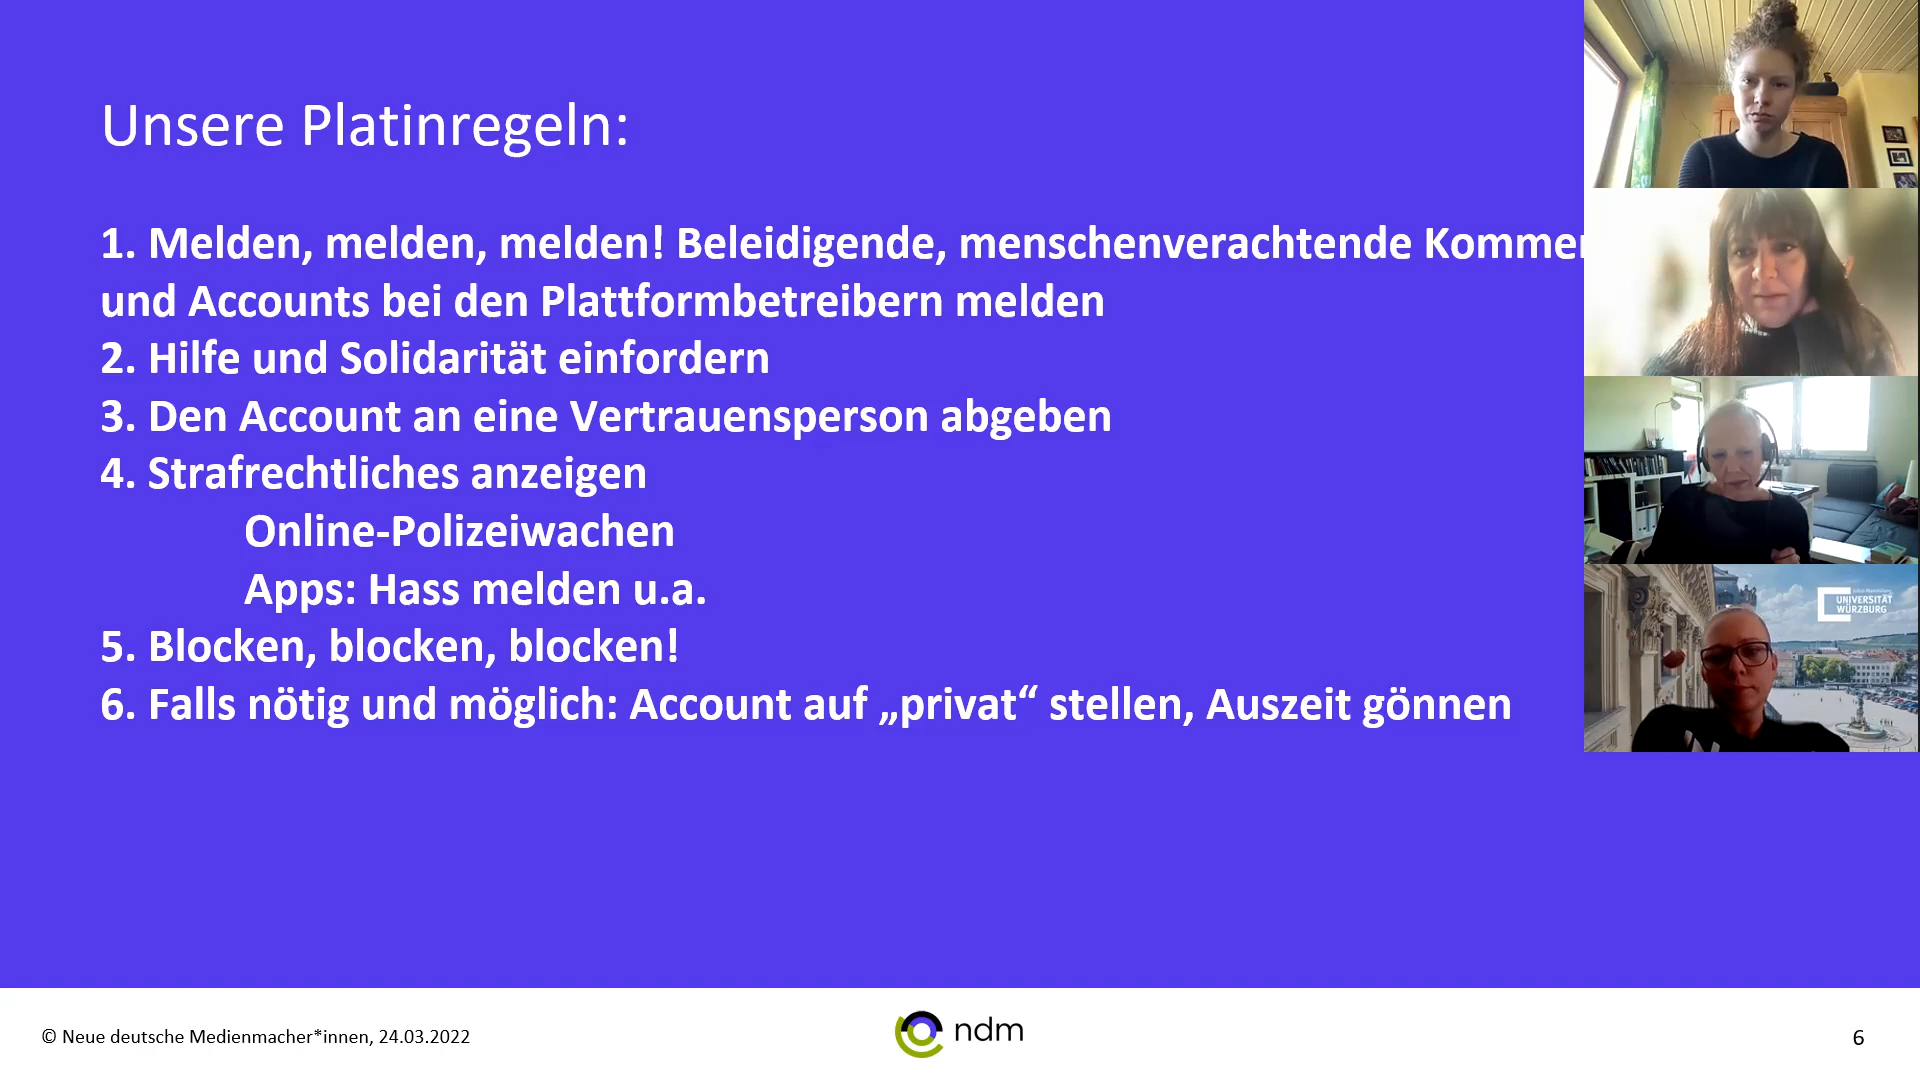 Unsere Platinregeln:
1. Melden, melden, melden! Beleidigende, menschenverachtende
und Accounts bei den Plattformbetreibern melden
2. Hilfe und Solidarität einfordern
3. Den Account an eine Vertrauensperson abgeben
4. Strafrechtliches anzeigen
Online-Polizeiwachen
Apps: Hass melden u.a.
5. Blocken, blocken, blocken!
6. Falls nötig und möglich: Account auf „privat“ stellen, Auszeit gönnen
UNIVERSITÄT
WÜRZBURG
© Neue deutsche Medienmacher*innen, 24.03.2022
ndm
6